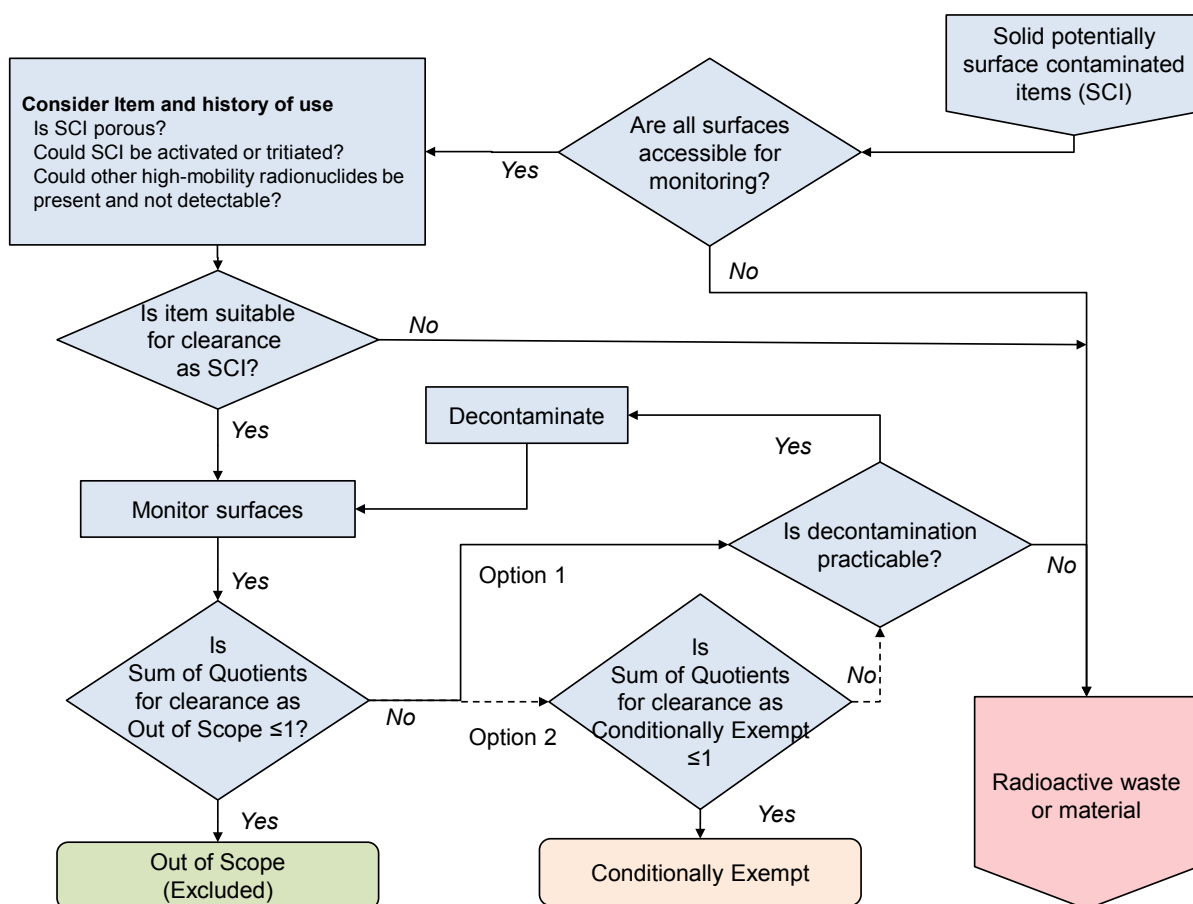 Solid potentially
surface contaminated
items (SCI)
Are all surfaces
accessible for
monitoring?
Yes
No
Consider Item and history of use
Is SCI porous?
Could SCI be activated or tritiated?
Could other high-mobility radionuclides be
present and not detectable?
Is item suitable
for clearance
as SCI?
No
Yes
Decontaminate
Yes
Monitor surfaces
Is decontamination
practicable?
No
Yes
Option 1
Is
Sum of Quotients
for clearance as
Out of Scope ≤1?
No
Option 2
Is
Sum of Quotients
for clearance as
Conditionally Exempt
≤1
No
Yes
Yes
Out of Scope
(Excluded)
Conditionally Exempt
Radioactive waste
or material